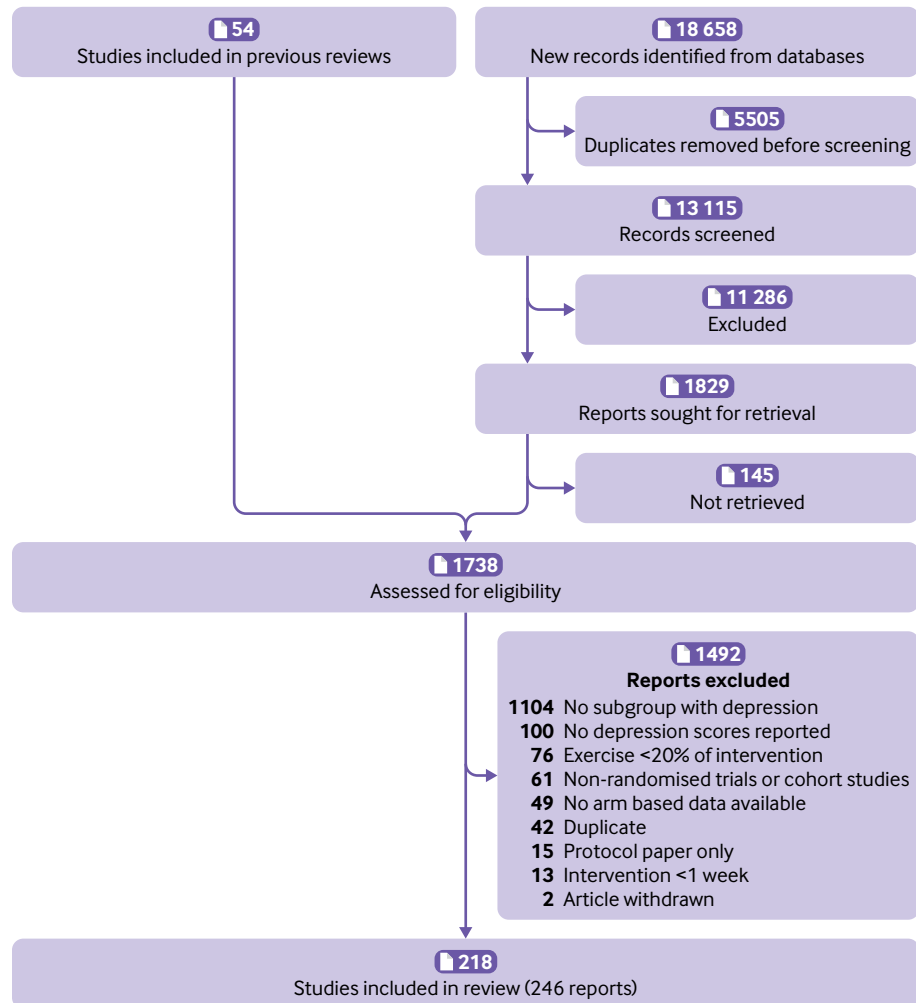 54
Studies included in previous reviews
18 658
New records identified from databases
5505
Duplicates removed before screening
13 115
Records screened
11 286
Excluded
1829
Reports sought for retrieval
145
Not retrieved
1738
Assessed for eligibility
1492
Reports excluded
1104 No subgroup with depression
100 No depression scores reported
76 Exercise <20% of intervention
61 Non-randomised trials or cohort studies
49 No arm based data available
42 Duplicate
15 Protocol paper only
13 Intervention <1 week
2 Article withdrawn
218
Studies included in review (246 reports)